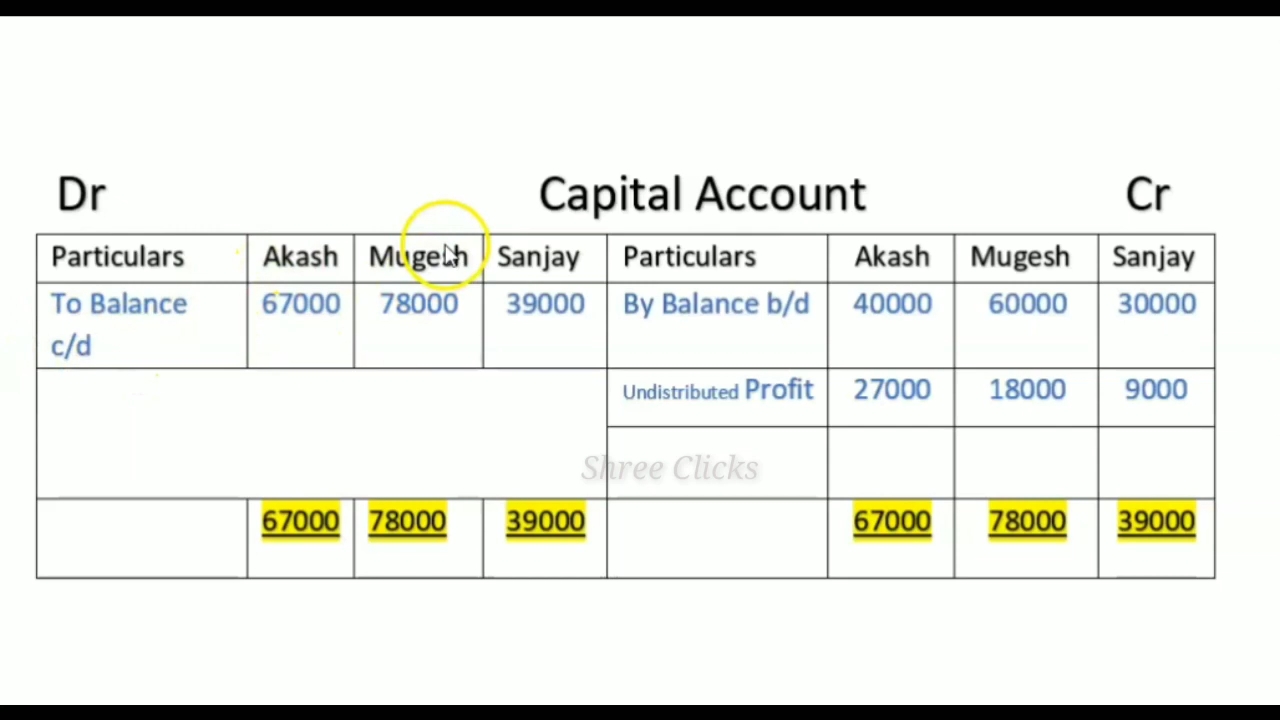 Dr Capital Account Cr
Particulars Akash Mugesh Sanjay Particulars Akash Mugesh Sanjay
To Balance 67000 78000 39000 By Balance b/d 40000 60000 30000
c/d
Undistributed Profit 27000 18000 9000
Shree Clicks
67000 78000 39000 67000 78000 39000